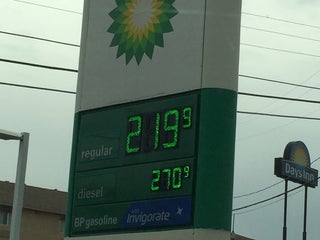 regular 219⁹
diesel 270⁹
BP gasoline with Invigorate
Days Inn